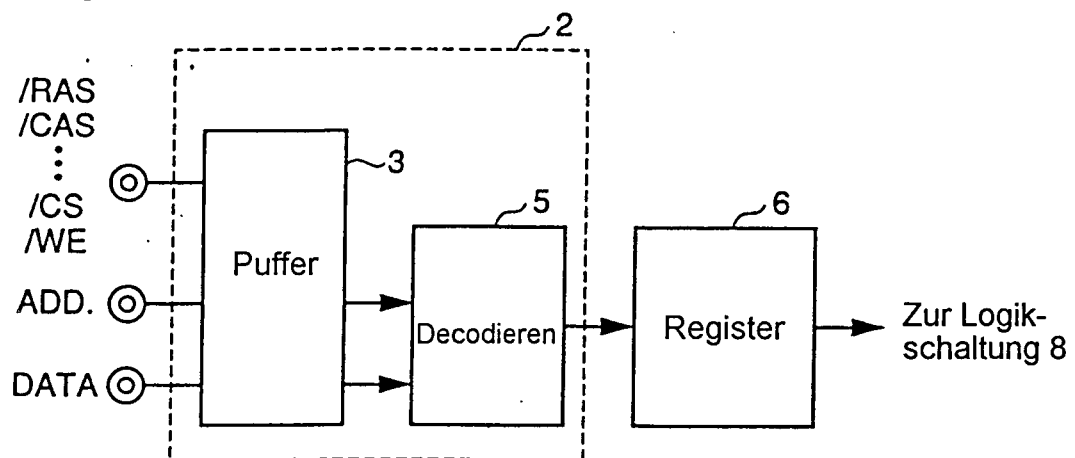 2
/RAS
/CAS
/CS
/WE
ADD.
DATA
3
Puffer
5
Decodieren
6
Register
Zur Logik-
schaltung 8